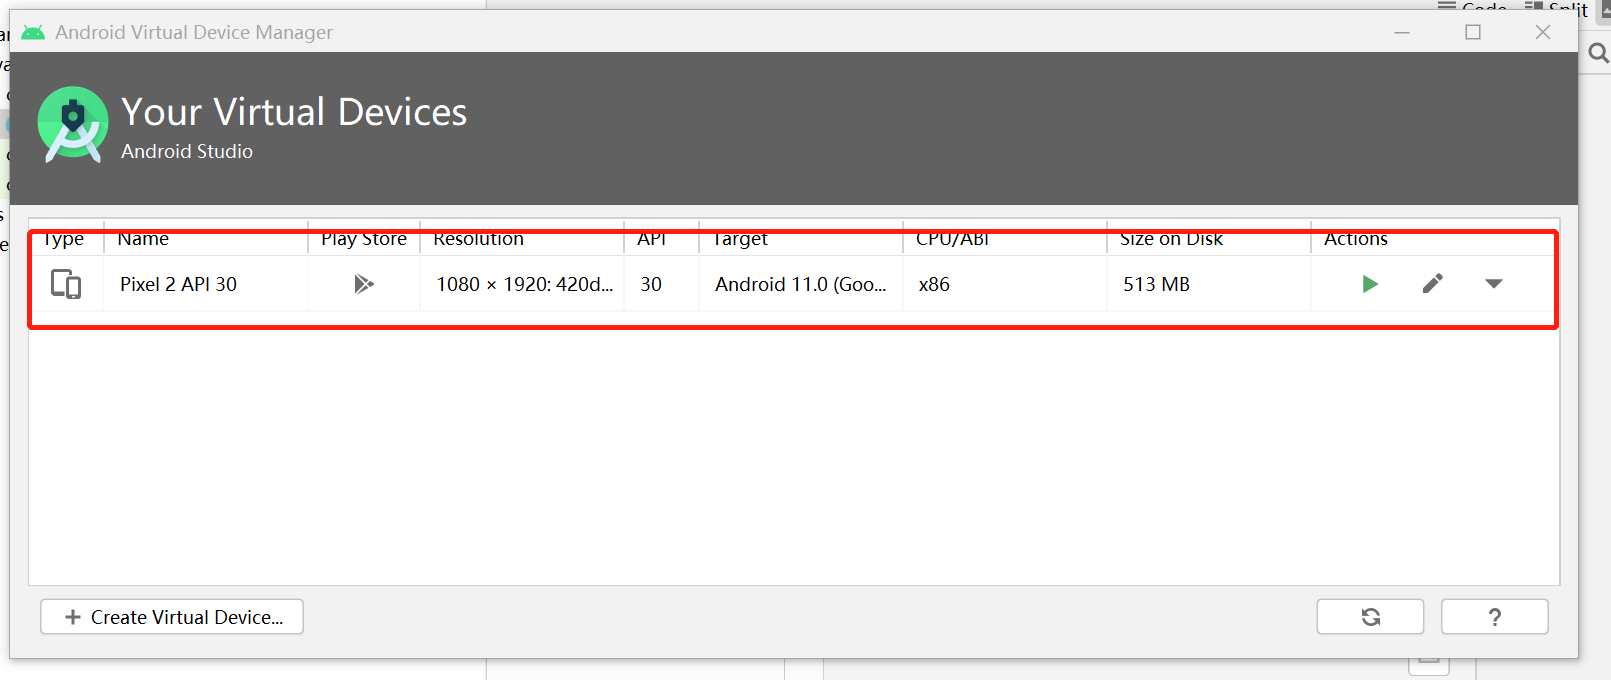 Code Split
Android Virtual Device Manager
Your Virtual Devices
Android Studio
Type Name Play Store Resolution API Target CPU/ABI Size on Disk Actions
Pixel 2 API 30 1080 × 1920: 420d... 30 Android 11.0 (Goo... x86 513 MB
+ Create Virtual Device...
?